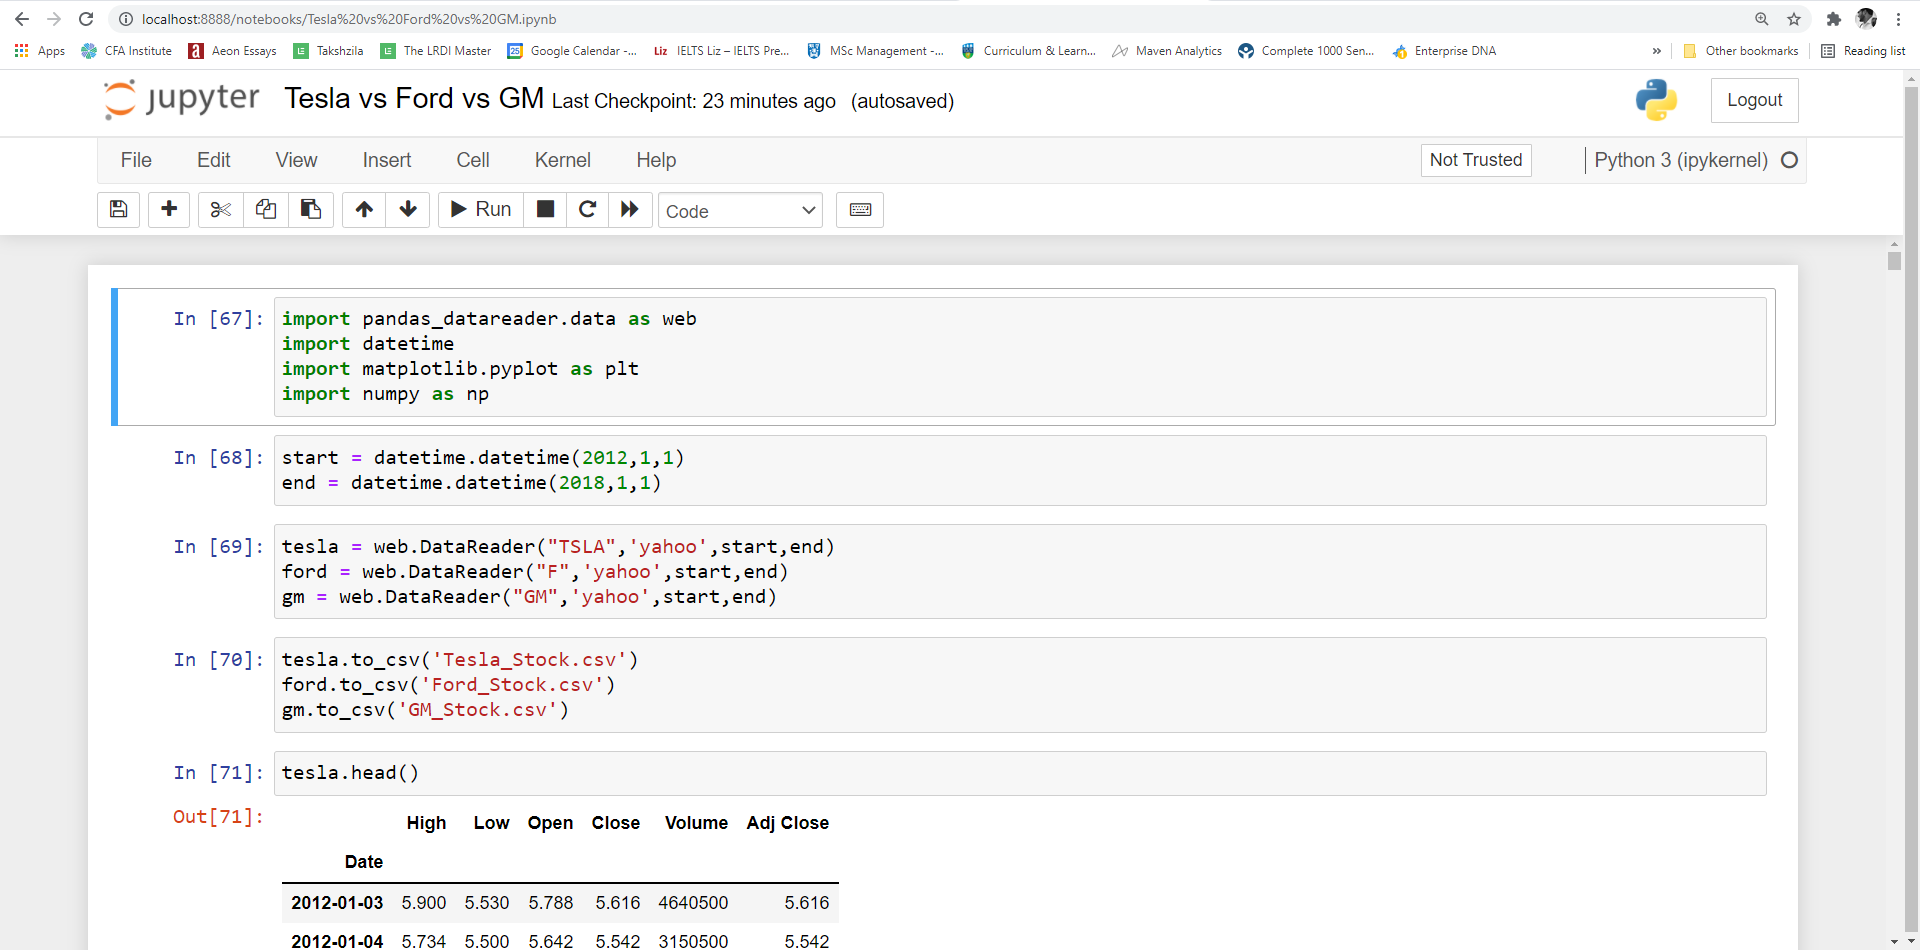 localhost:8888/notebooks/Tesla%20vs%20Ford%20vs%20GM.ipynb
Apps CFA Institute Aeon Essays Takshzila The LRDI Master Google Calendar -... IELTS Liz – IELTS Pre... MSc Management -... Curriculum & Learn... Maven Analytics Complete 1000 Sen... Enterprise DNA » Other bookmarks Reading list
jupyter Tesla vs Ford vs GM Last Checkpoint: 23 minutes ago (autosaved) Logout
File Edit View Insert Cell Kernel Help Not Trusted Python 3 (ipykernel)
Run Code
In [67]: import pandas_datareader.data as web
import datetime
import matplotlib.pyplot as plt
import numpy as np
In [68]: start = datetime.datetime(2012,1,1)
end = datetime.datetime(2018,1,1)
In [69]: tesla = web.DataReader("TSLA",'yahoo',start,end)
ford = web.DataReader("F",'yahoo',start,end)
gm = web.DataReader("GM",'yahoo',start,end)
In [70]: tesla.to_csv('Tesla_Stock.csv')
ford.to_csv('Ford_Stock.csv')
gm.to_csv('GM_Stock.csv')
In [71]: tesla.head()
Out[71]:
High Low Open Close Volume Adj Close
Date
2012-01-03 5.900 5.530 5.788 5.616 4640500 5.616
2012-01-04 5.734 5.500 5.642 5.542 3150500 5.542